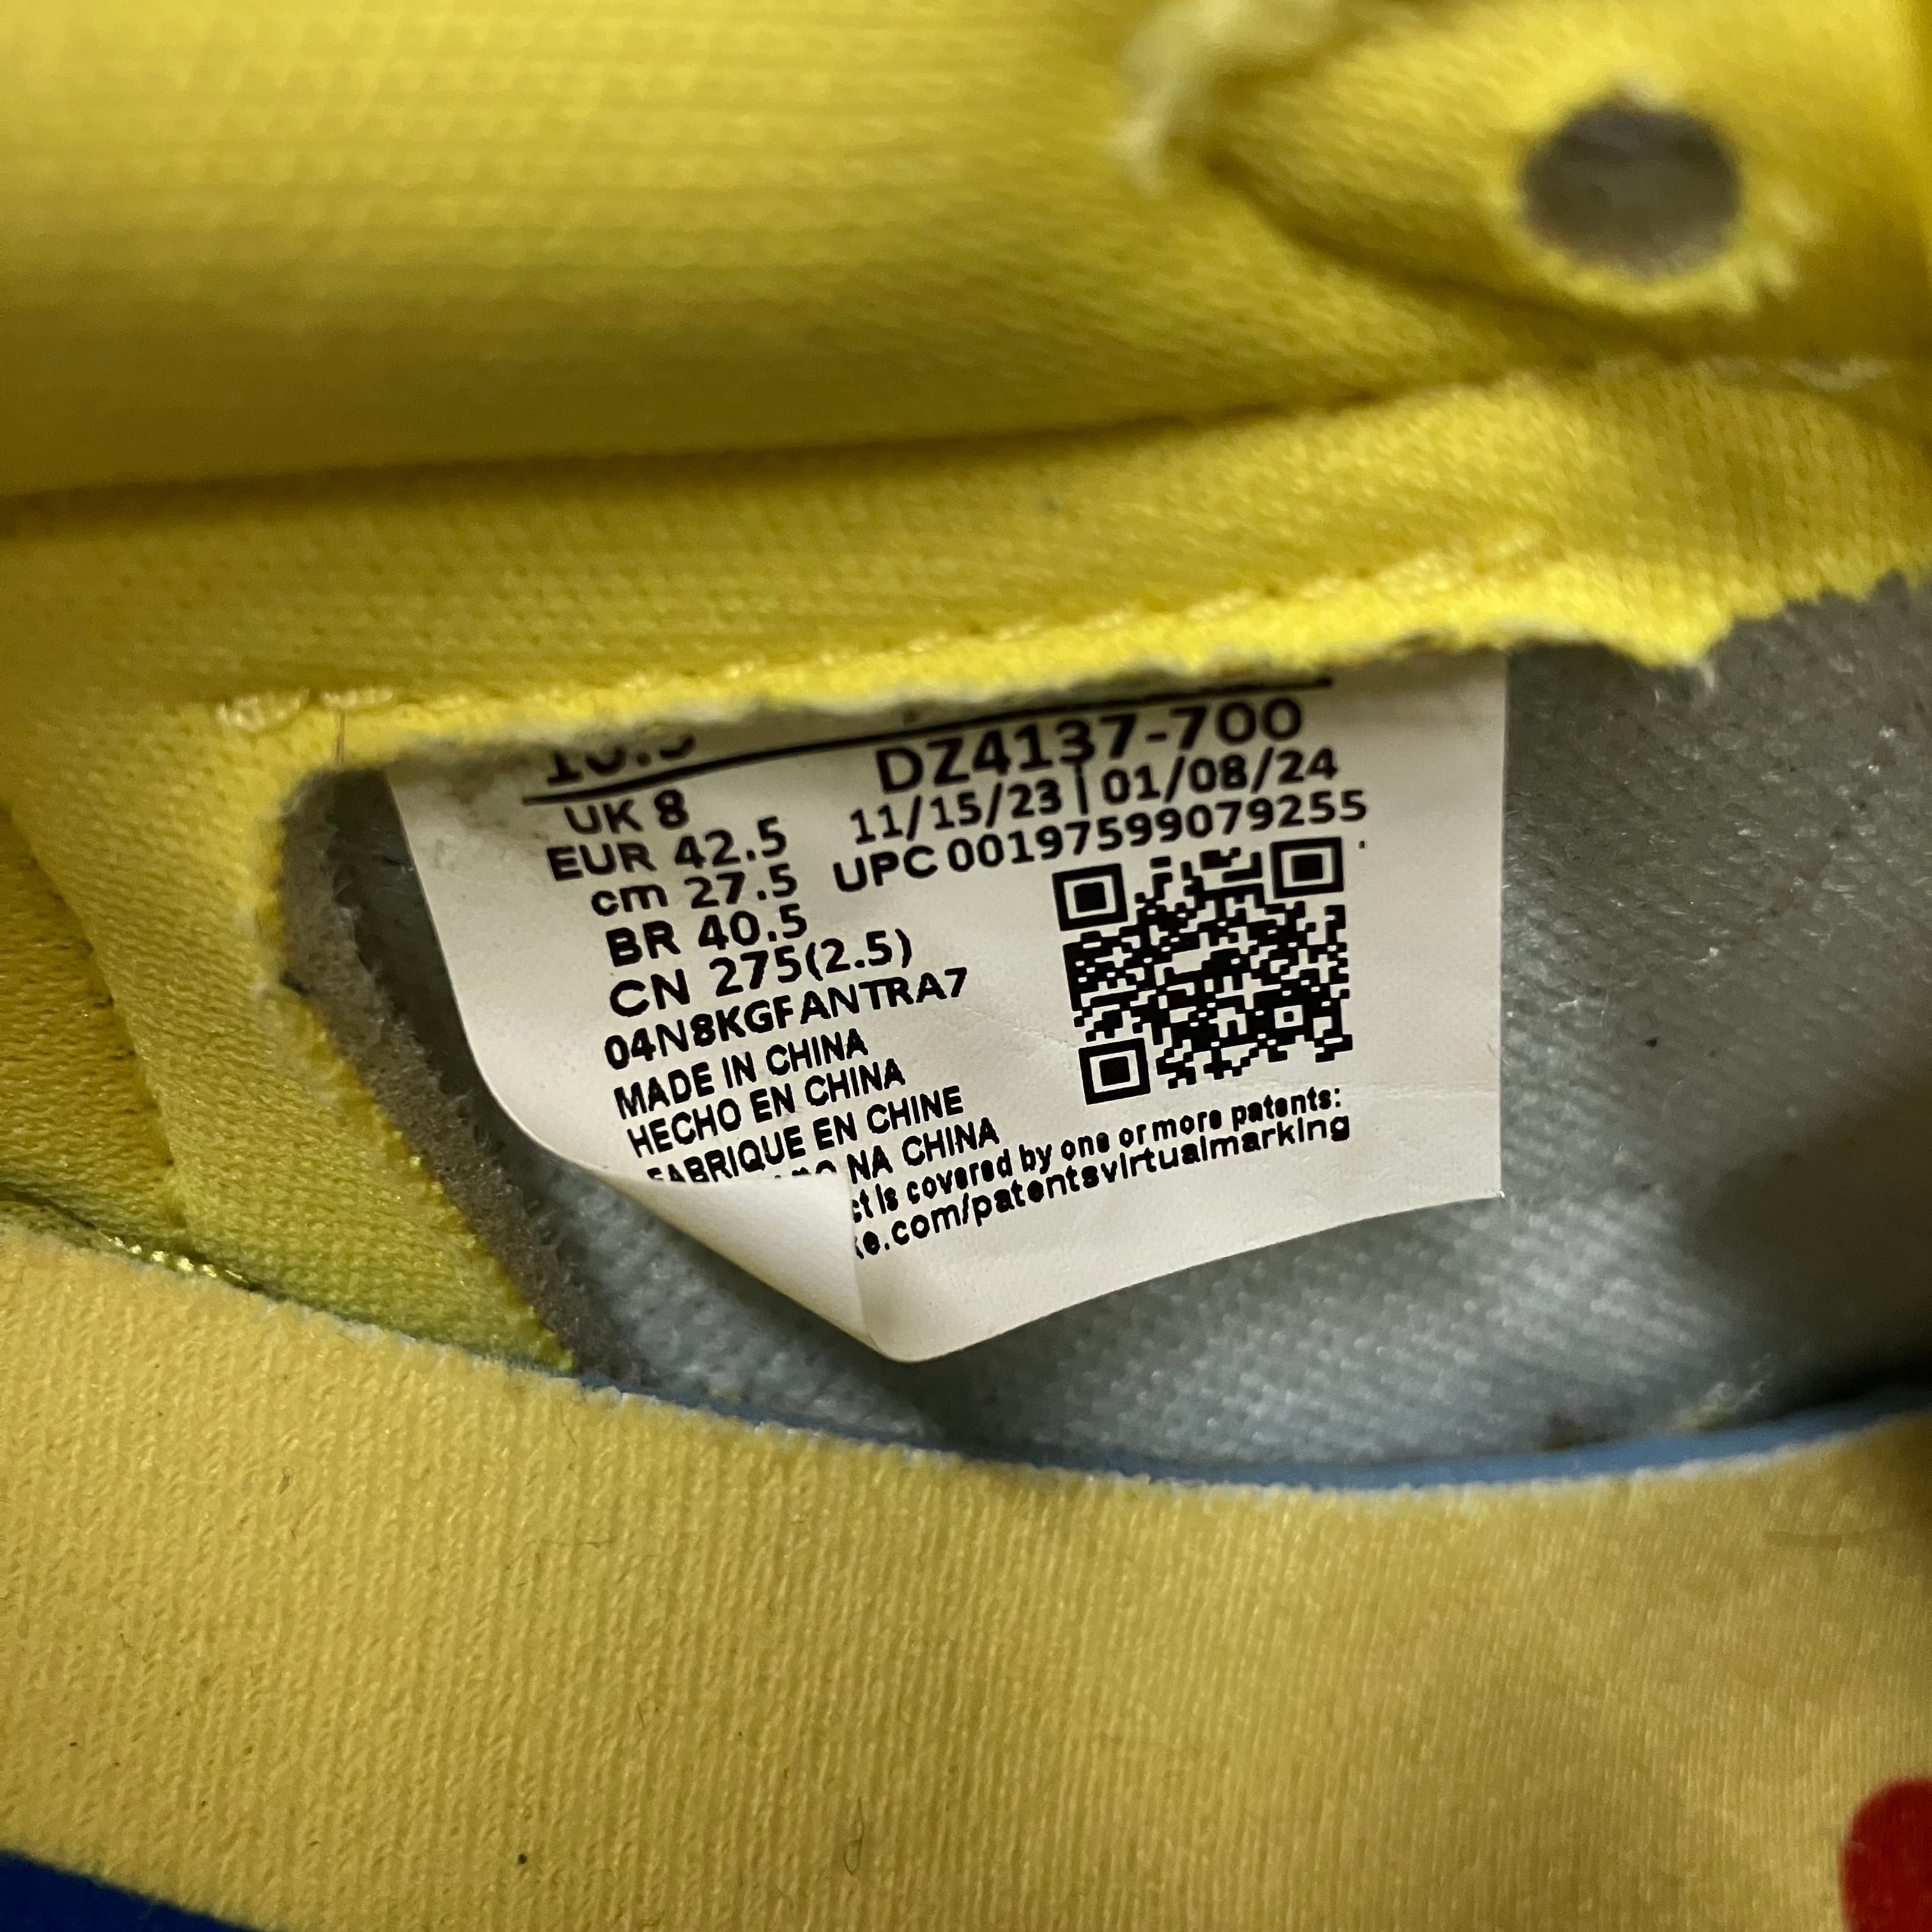 DZ4137-700
UK 8
11/15/23 | 01/08/24
EUR 42.5
UPC 00197599079255
cm 27.5
BR 40.5
CN 275(2.5)
04N8KGFANTRA7
MADE IN CHINA
HECHO EN CHINA
FABRIQUE EN CHINE
NA CHINA
is covered by one or more patents:
.com/patentsvirtualmarking